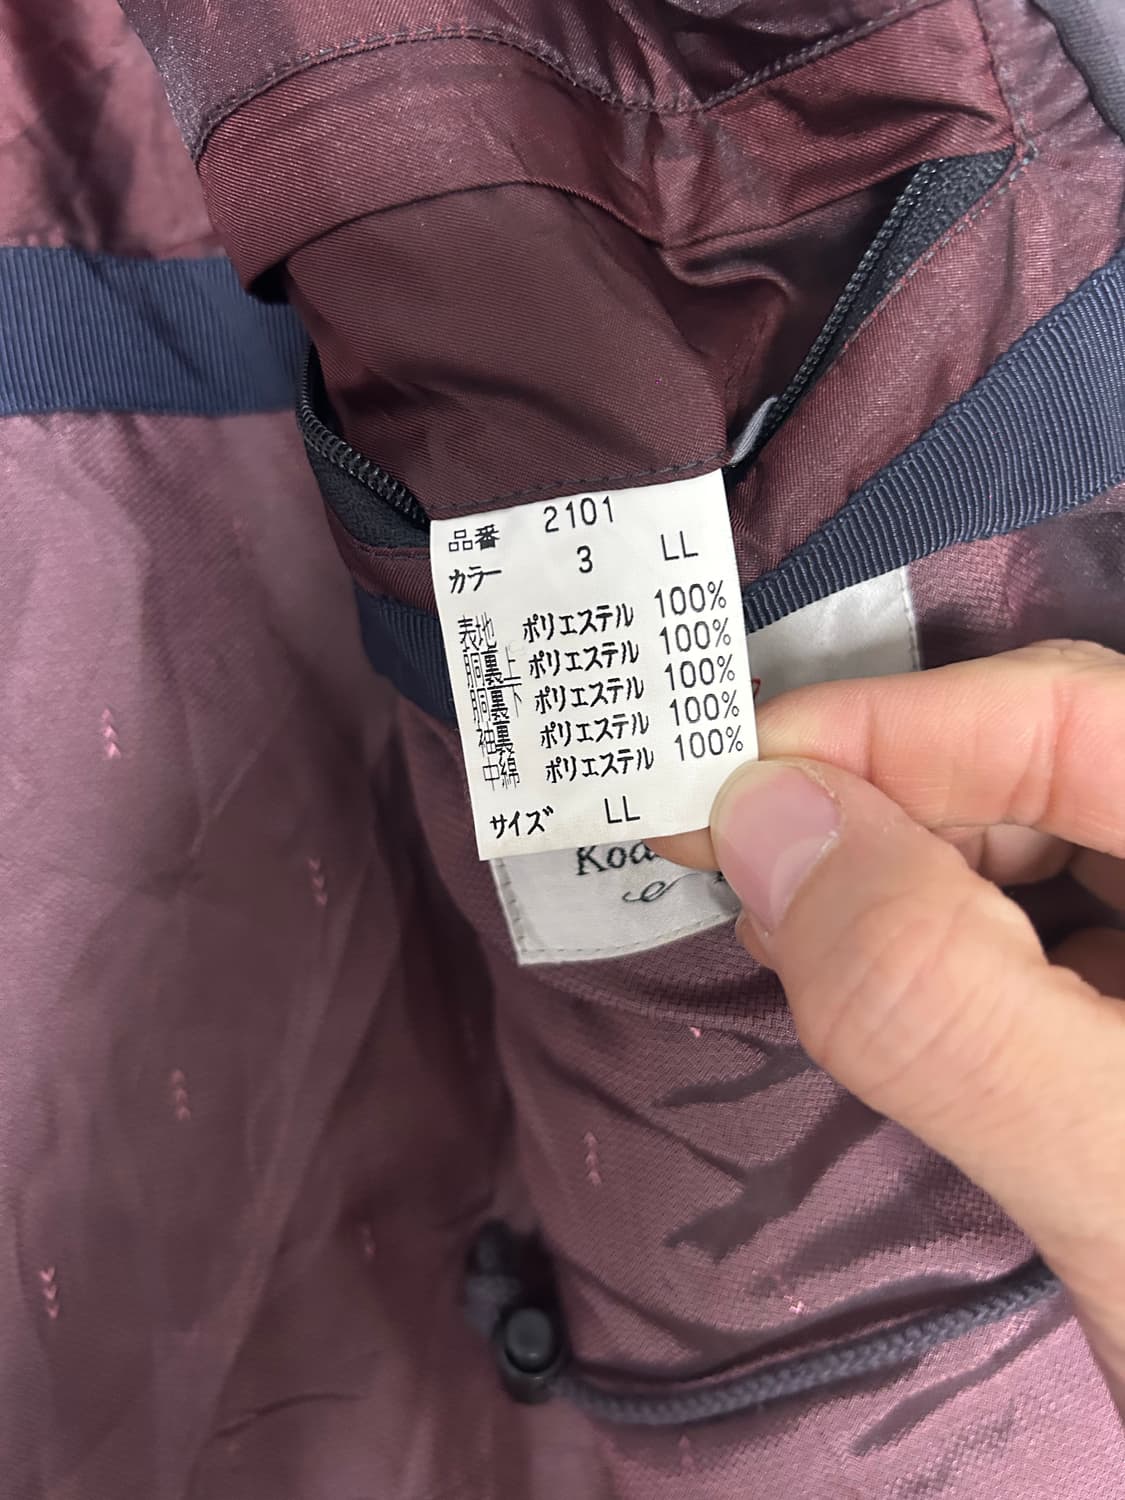 品番 2101
カラー 3 LL
表地 ポリエステル 100%
胴裏上 ポリエステル 100%
胴裏下 ポリエステル 100%
袖裏 ポリエステル 100%
中綿 ポリエステル 100%
サイズ LL